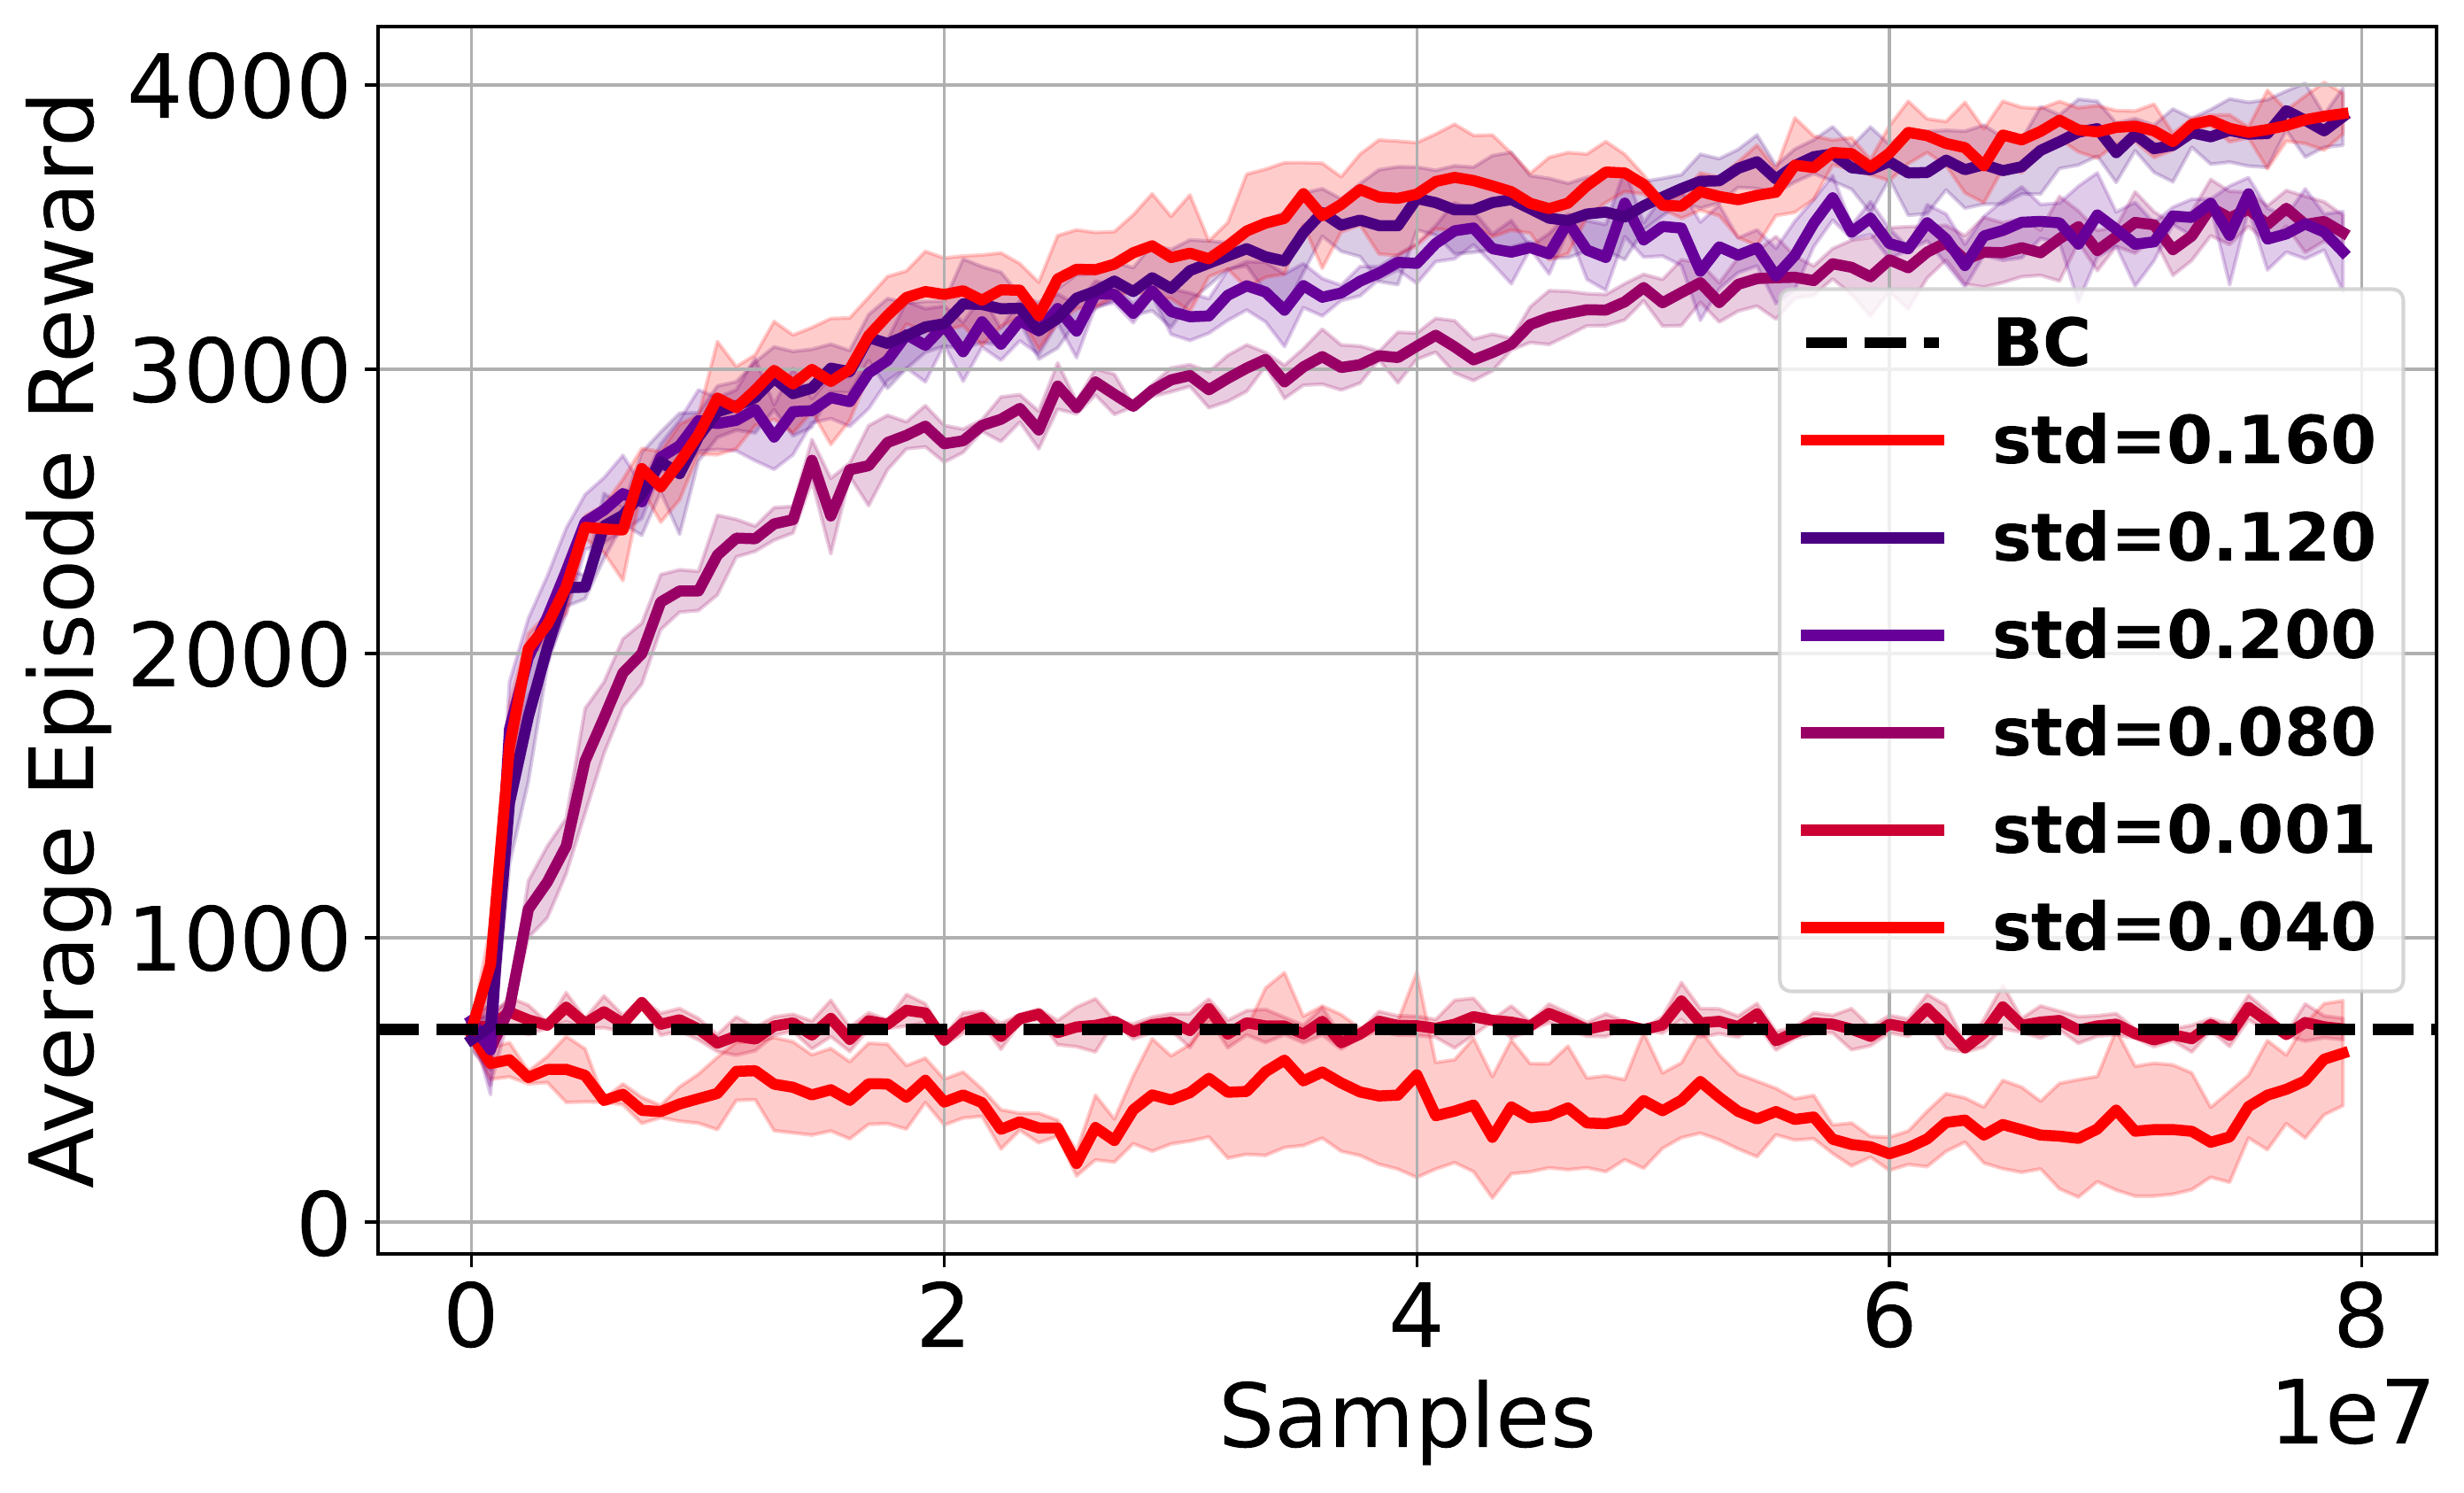 Average Episode Reward
4000
3000
2000
1000
0
BC
std=0.160
std=0.120
std=0.200
std=0.080
std=0.001
std=0.040
0 2 4 6 8
1e7
Samples